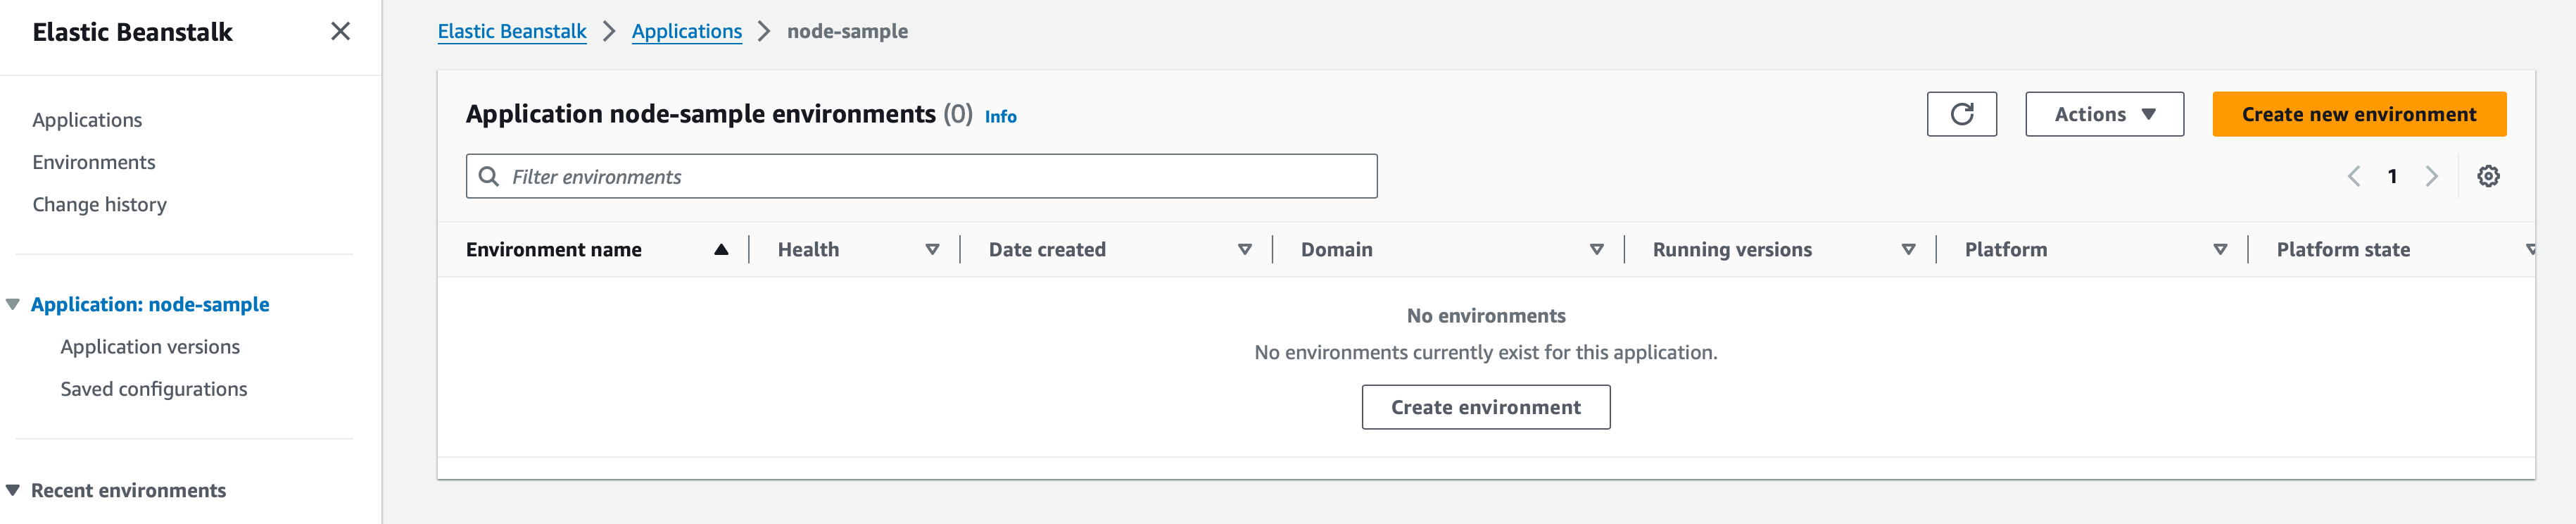 Elastic Beanstalk
Applications
Environments
Change history
Application: node-sample
Application versions
Saved configurations
Recent environments
Elastic Beanstalk > Applications > node-sample
Application node-sample environments (0) Info
Actions
Create new environment
Filter environments
1
Environment name Health Date created Domain Running versions Platform Platform state
No environments
No environments currently exist for this application.
Create environment